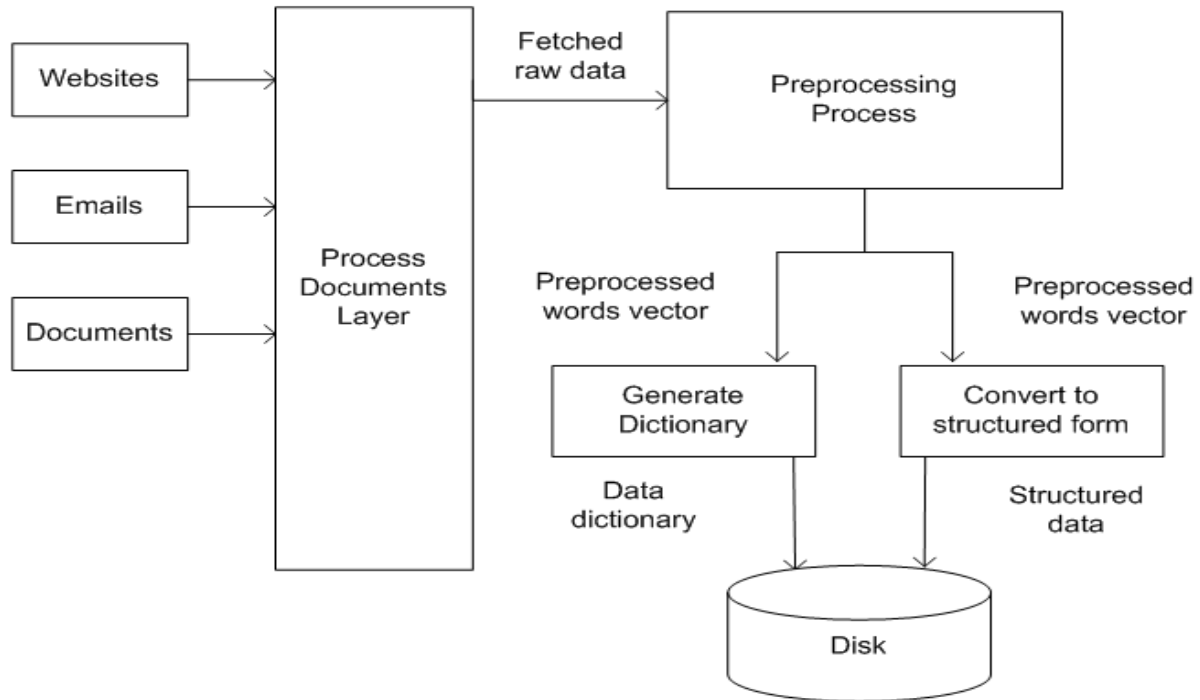 Websites
Emails
Documents
Process
Documents
Layer
Fetched
raw data
Preprocessing
Process
Preprocessed
words vector
Preprocessed
words vector
Generate
Dictionary
Convert to
structured form
Data
dictionary
Structured
data
Disk